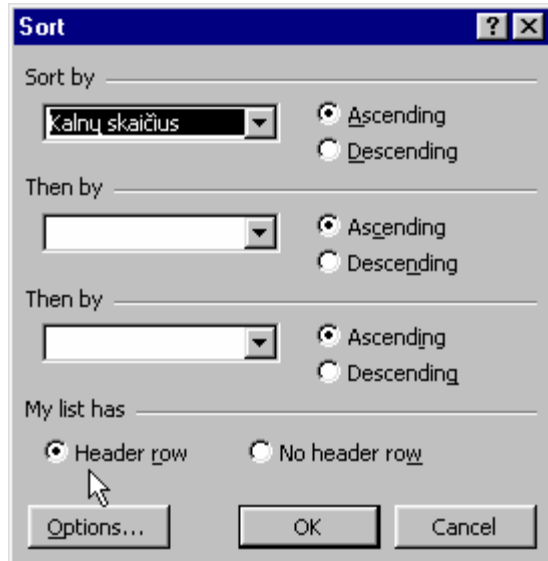 Sort
Sort by
Kalnų skaičius
Ascending
Descending
Then by
Ascending
Descending
Then by
Ascending
Descending
My list has
Header row
No header row
Options...
OK
Cancel